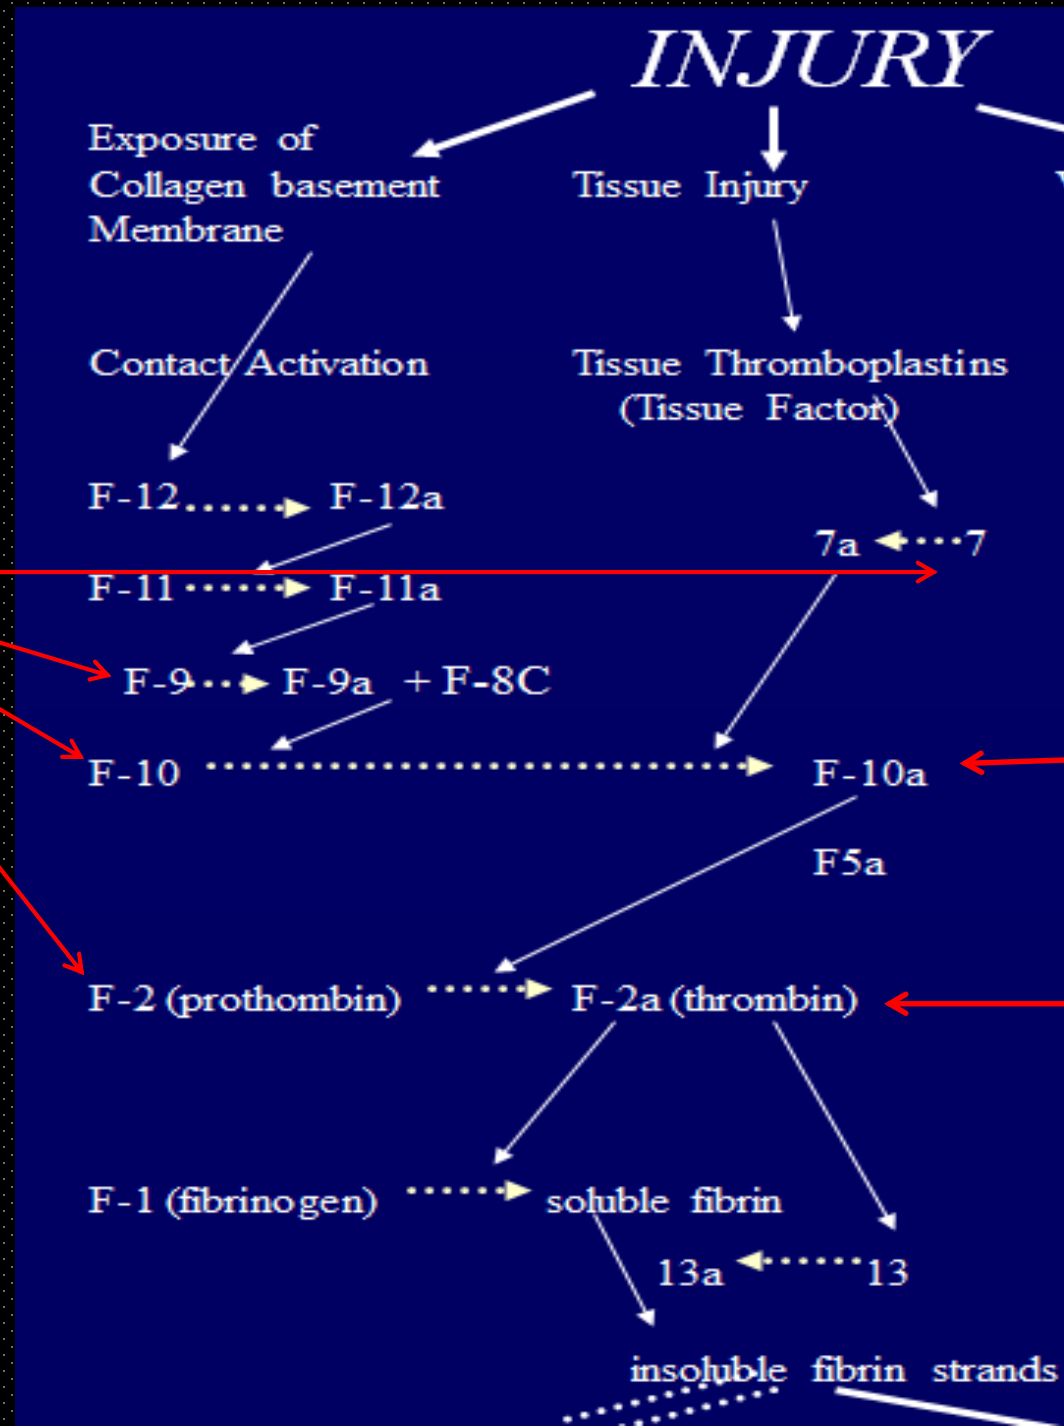 INJURY
Exposure of
Collagen basement
Membrane
Tissue Injury
Contact Activation
Tissue Thromboplastins
(Tissue Factor)
F-12 F-12a
7a 7
F-11 F-11a
F-9 F-9a + F-8C
F-10 F-10a
F5a
F-2 (prothombin) F-2a (thrombin)
F-1 (fibrinogen) soluble fibrin
13a 13
insoluble fibrin strands